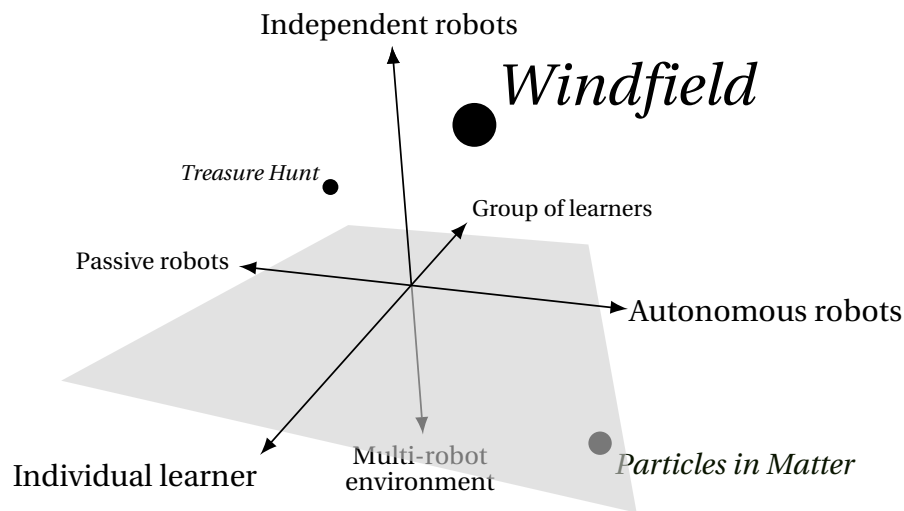 Independent robots
Windfield
Treasure Hunt
Group of learners
Passive robots
Autonomous robots
Multi-robot
environment
Individual learner
Particles in Matter